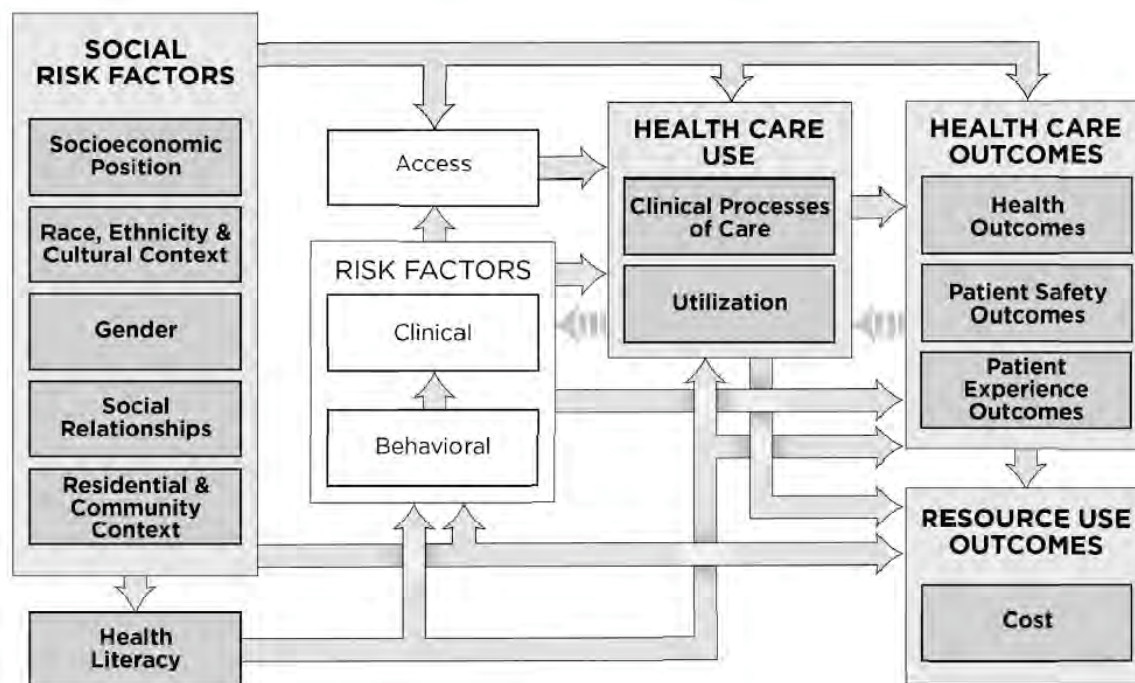 SOCIAL
RISK FACTORS
Socioeconomic
Position
Race, Ethnicity &
Cultural Context
Gender
Social
Relationships
Residential &
Community
Context
Health
Literacy
Access
RISK FACTORS
Clinical
Behavioral
HEALTH CARE
USE
Clinical Processes
of Care
Utilization
HEALTH CARE
OUTCOMES
Health
Outcomes
Patient Safety
Outcomes
Patient
Experience
Outcomes
RESOURCE USE
OUTCOMES
Cost